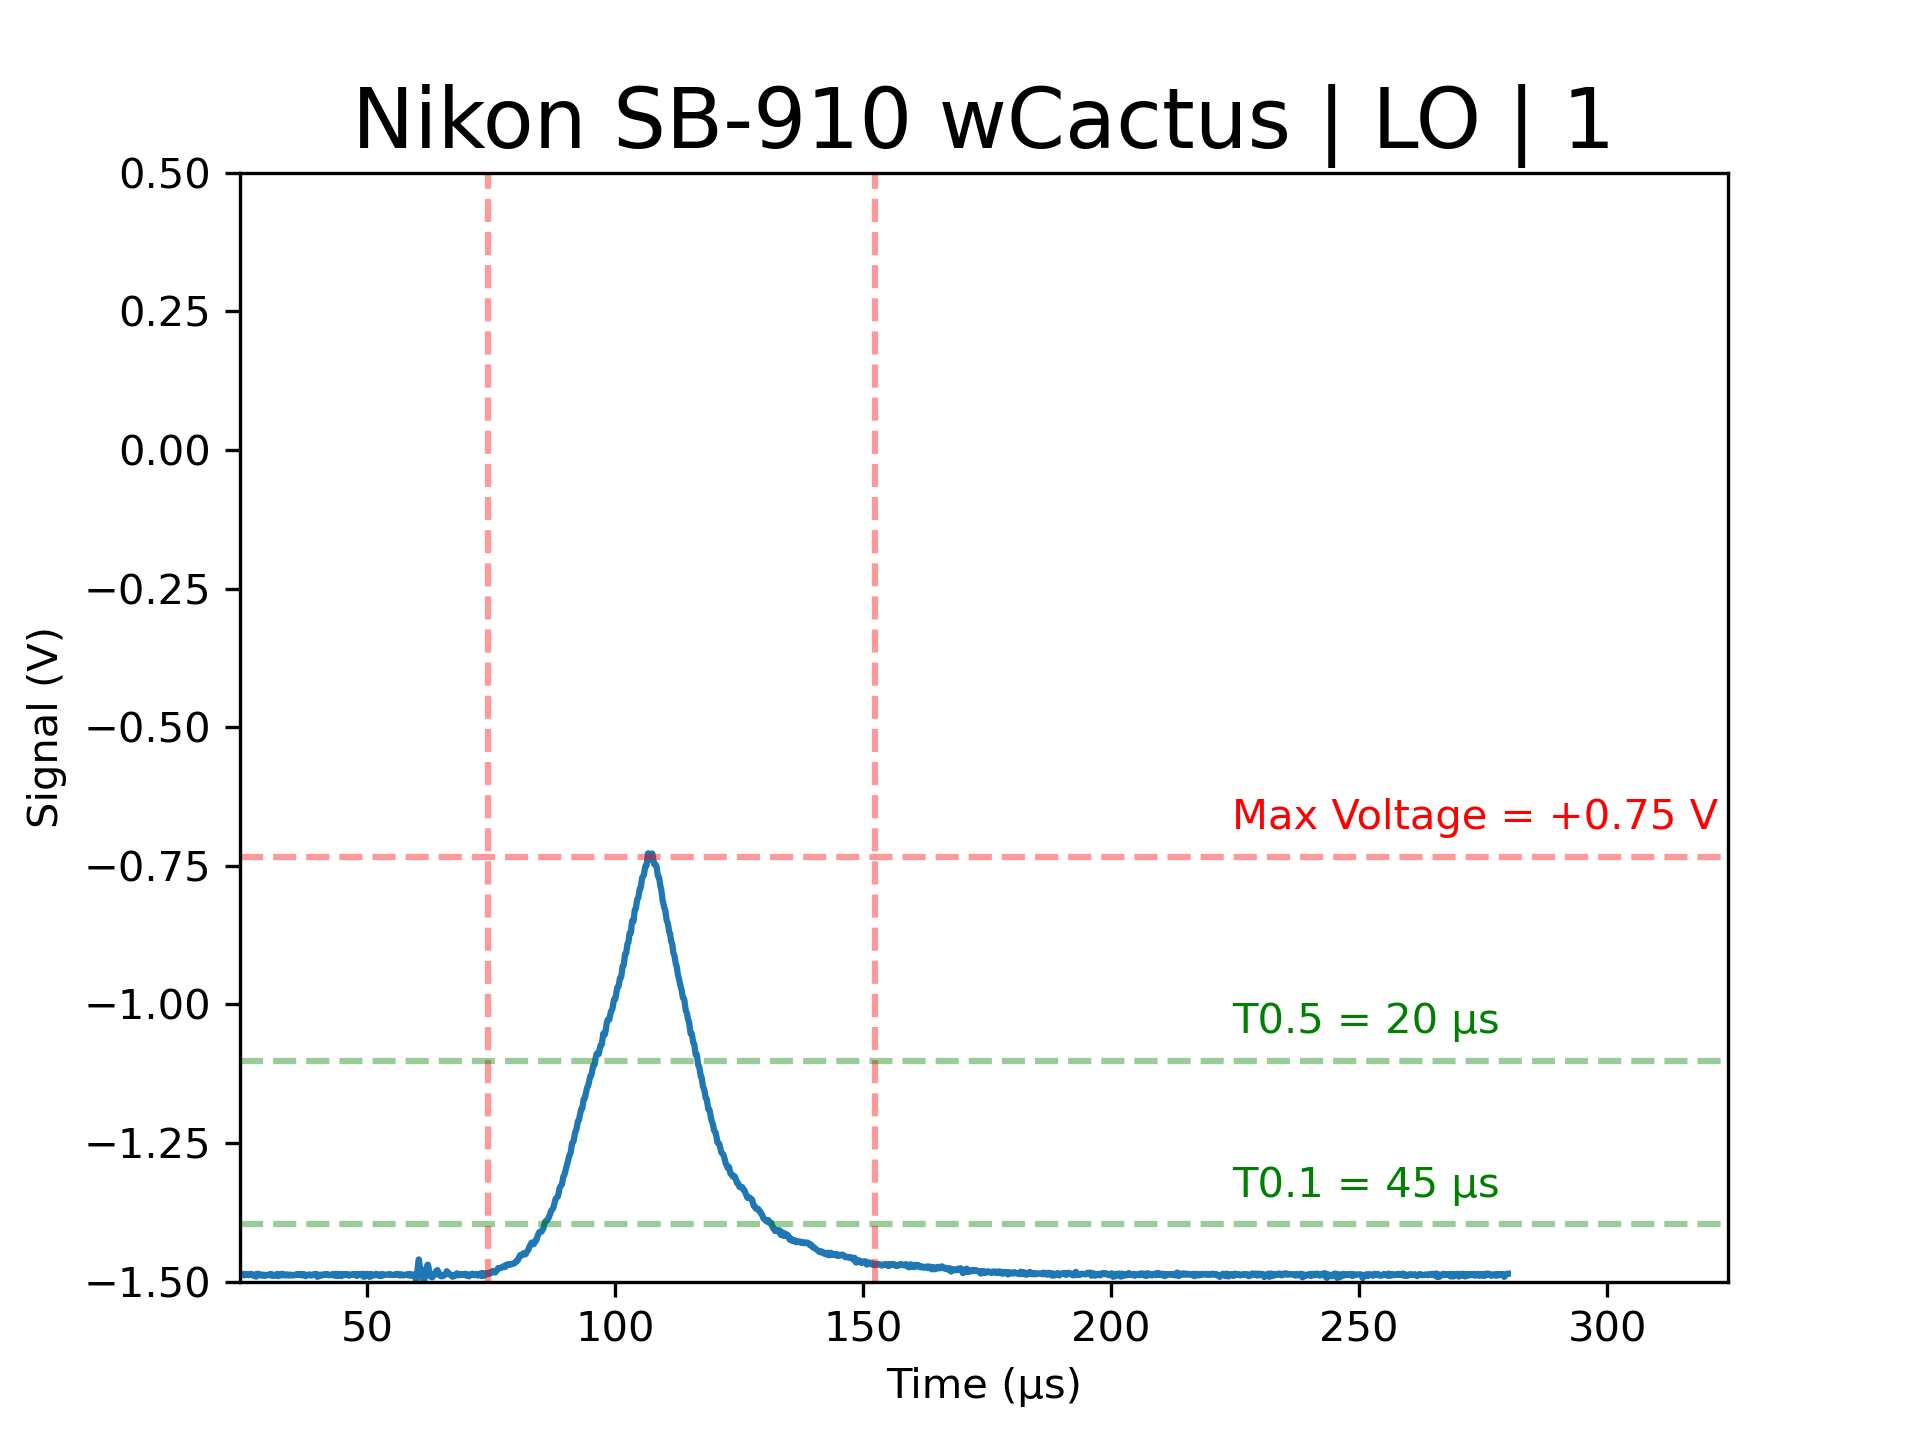 Nikon SB-910 wCactus | LO | 1
0.50
0.25
0.00
−0.25
−0.50
−0.75
−1.00
−1.25
−1.50
Signal (V)
Max Voltage = +0.75 V
T0.5 = 20 µs
T0.1 = 45 µs
50 100 150 200 250 300
Time (µs)